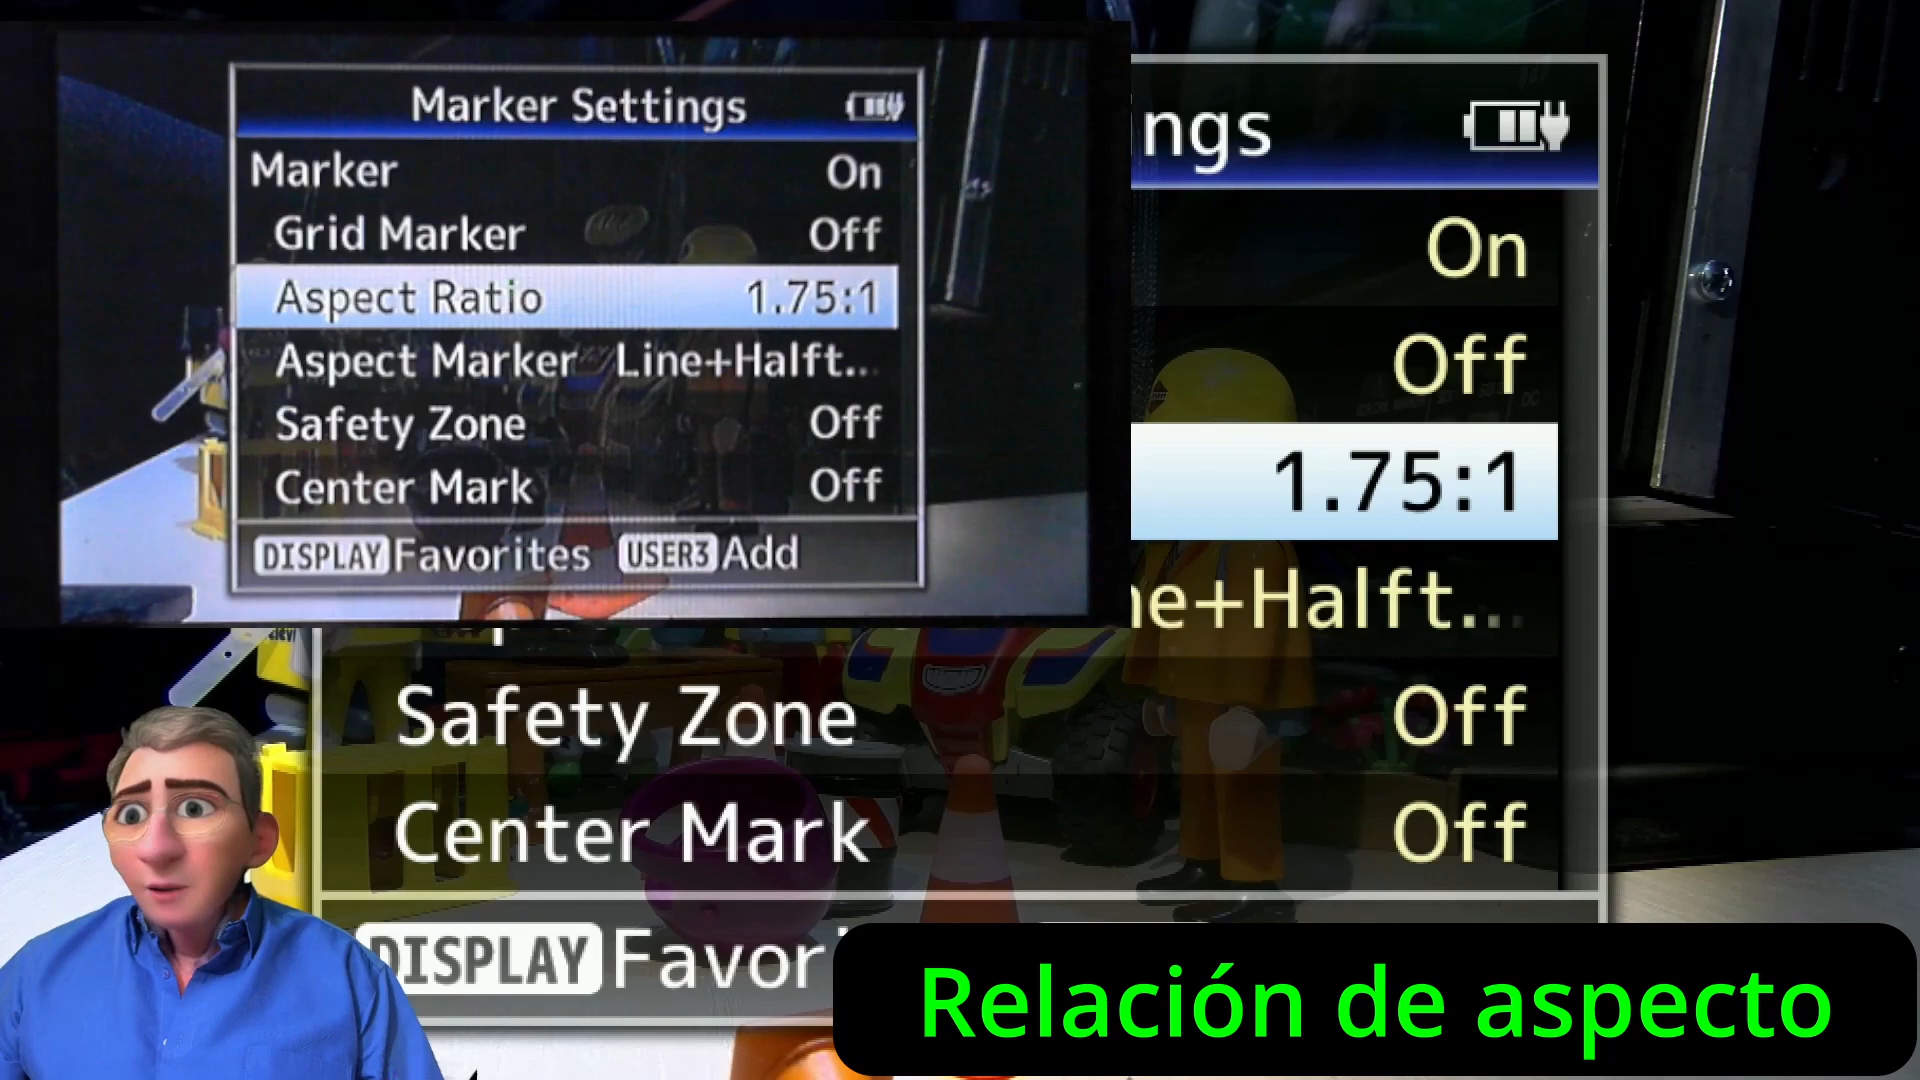 Marker Settings
Marker On
Grid Marker Off
Aspect Ratio 1.75:1
Aspect Marker Line+Halft...
Safety Zone Off
Center Mark Off
DISPLAY Favorites USER3 Add
ngs
On
Off
1.75:1
ne+Halft...
Safety Zone Off
Center Mark Off
DISPLAY Favor
Relación de aspecto